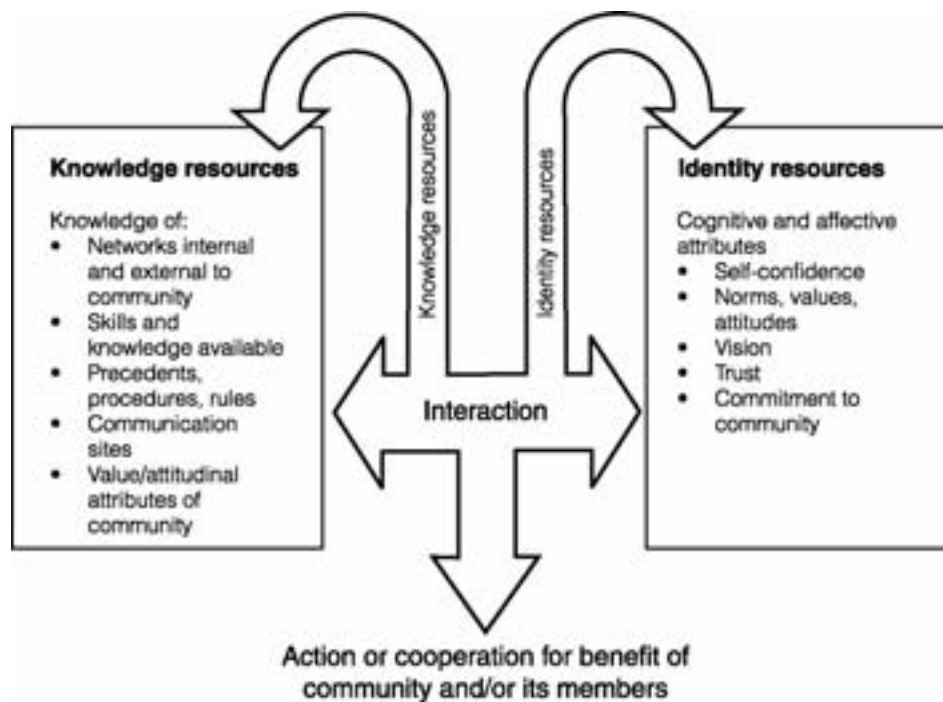 Knowledge resources
Knowledge of:
• Networks internal
and external to
community
• Skills and
knowledge available
• Precedents,
procedures, rules
• Communication
sites
• Value/attitudinal
attributes of
community
Knowledge resources
Identity resources
Interaction
Identity resources
Cognitive and affective
attributes
• Self-confidence
• Norms, values,
attitudes
• Vision
• Trust
• Commitment to
community
Action or cooperation for benefit of
community and/or its members